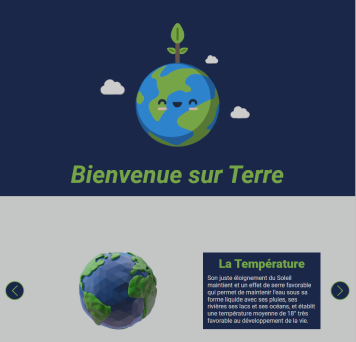 Bienvenue sur Terre
La Température
Son juste éloignement du Soleil
maintient et un effet de serre favorable
qui permet de maintenir l'eau sous sa
forme liquide avec ses pluies, ses
rivières ses lacs et ses océans, et établit
une température moyenne de 18° très
favorable au développement de la vie.